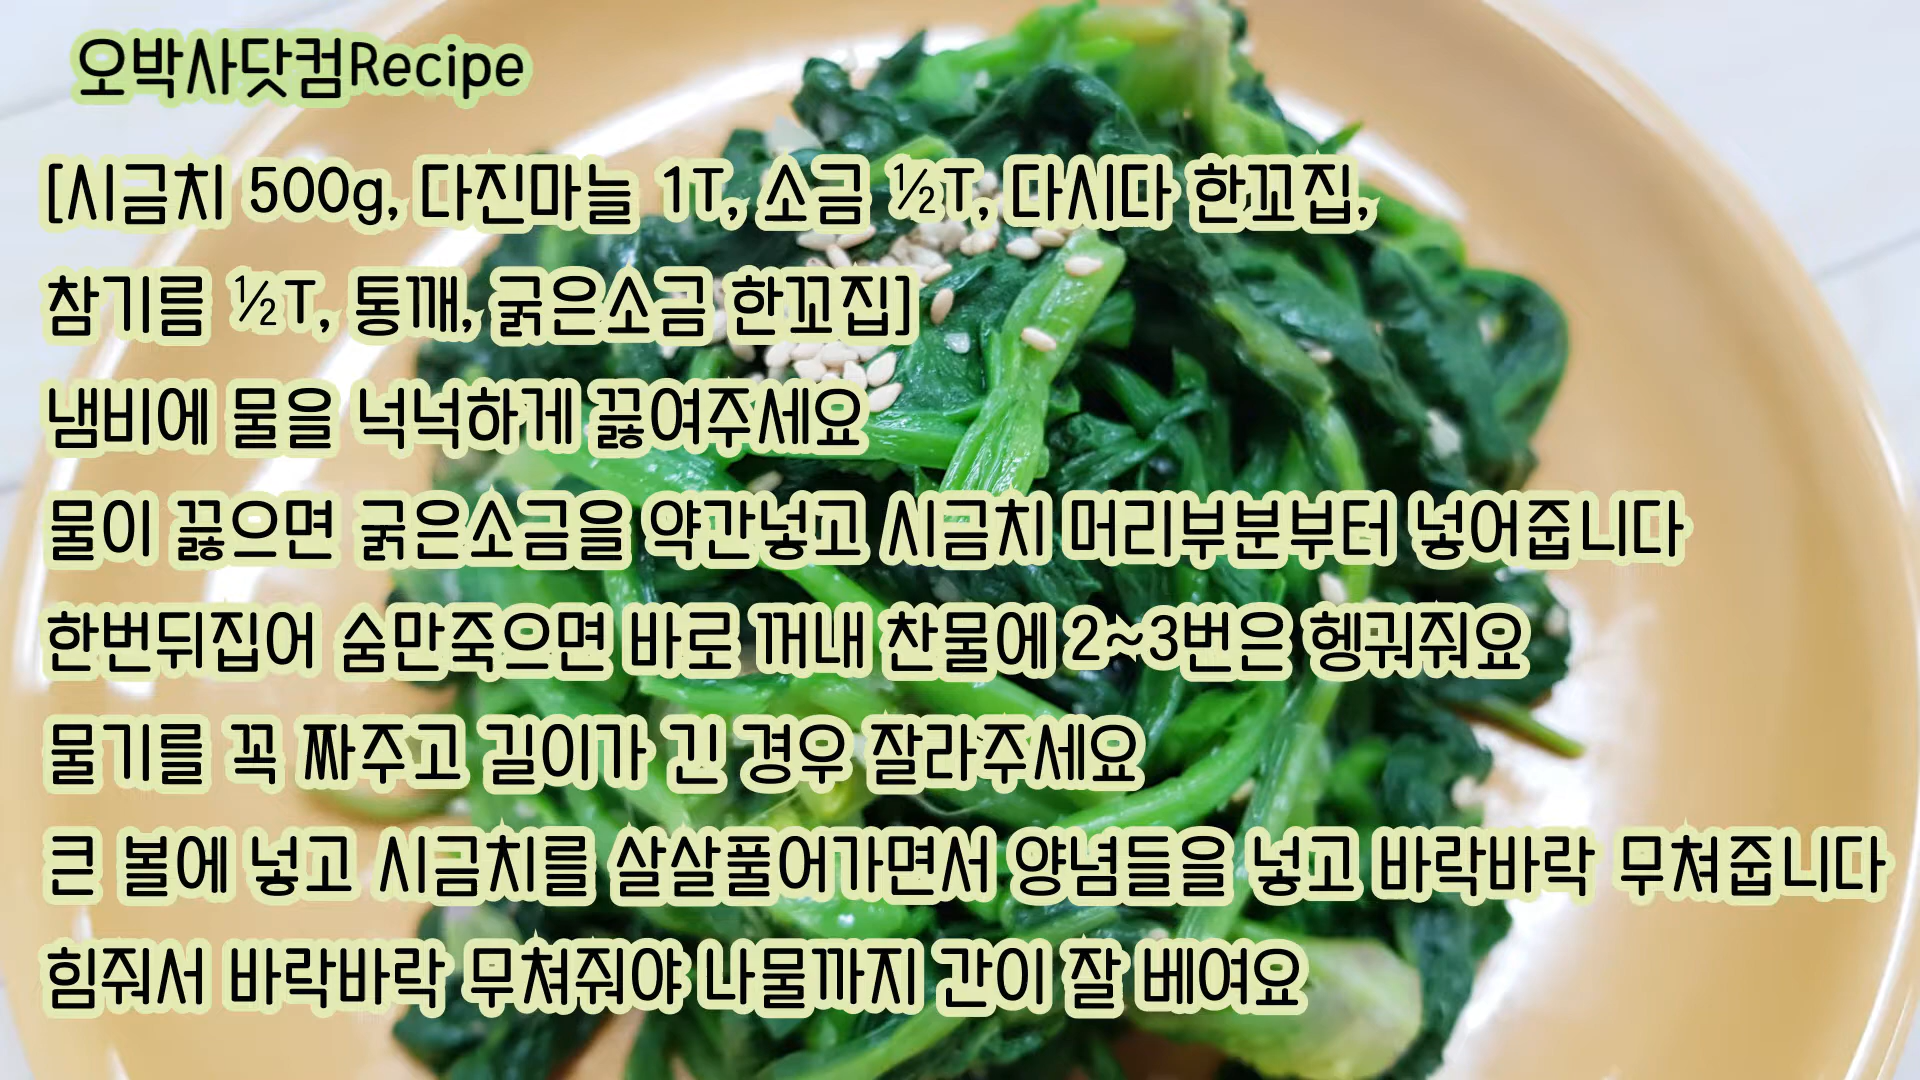 오박사닷컴Recipe
[시금치 500g, 다진마늘 1T, 소금 ½T, 다시다 한꼬집,
참기름 ½T, 통깨, 굵은소금 한꼬집]
냄비에 물을 넉넉하게 끓여주세요
물이 끓으면 굵은소금을 약간넣고 시금치 머리부분부터 넣어줍니다
한번뒤집어 숨만죽으면 바로 꺼내 찬물에 2~3번은 헹궈줘요
물기를 꼭 짜주고 길이가 긴 경우 잘라주세요
큰 볼에 넣고 시금치를 살살풀어가면서 양념들을 넣고 바락바락 무쳐줍니다
힘줘서 바락바락 무쳐줘야 나물까지 간이 잘 베여요